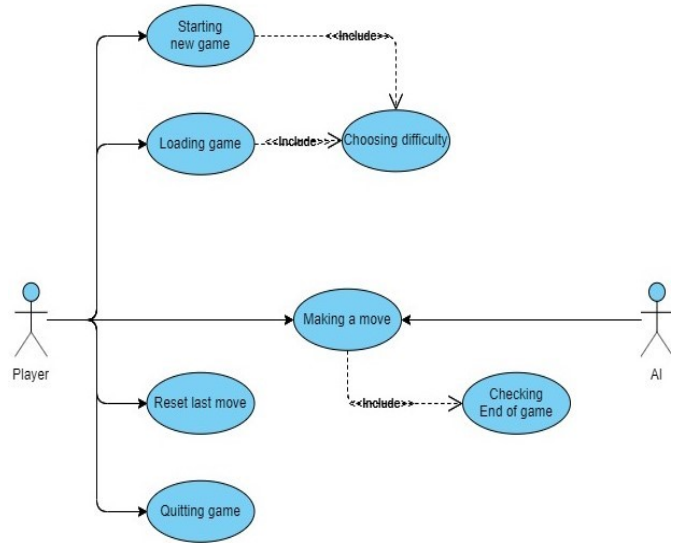 Starting
new game
<<Include>>
Loading game
<<Include>>
Choosing difficulty
Making a move
Player
AI
Reset last move
<<Include>>
Checking
End of game
Quitting game